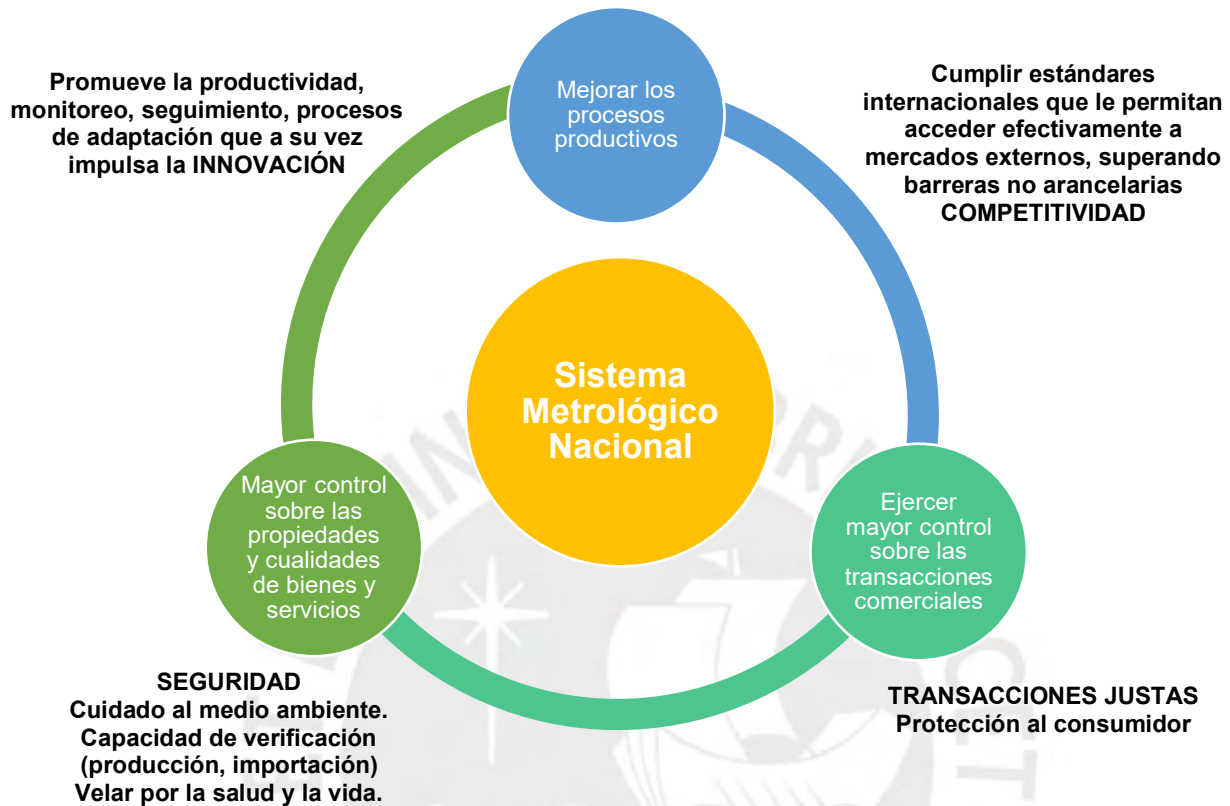 Promueve la productividad,
monitoreo, seguimiento, procesos
de adaptación que a su vez
impulsa la INNOVACIÓN
Mejorar los
procesos
productivos
Cumplir estándares
internacionales que le permitan
acceder efectivamente a
mercados externos, superando
barreras no arancelarias
COMPETITIVIDAD
Sistema
Metrológico
Nacional
Mayor control
sobre las
propiedades
y cualidades
de bienes y
servicios
Ejercer
mayor control
sobre las
transacciones
comerciales
SEGURIDAD
Cuidado al medio ambiente.
Capacidad de verificación
(producción, importación)
Velar por la salud y la vida.
TRANSACCIONES JUSTAS
Protección al consumidor